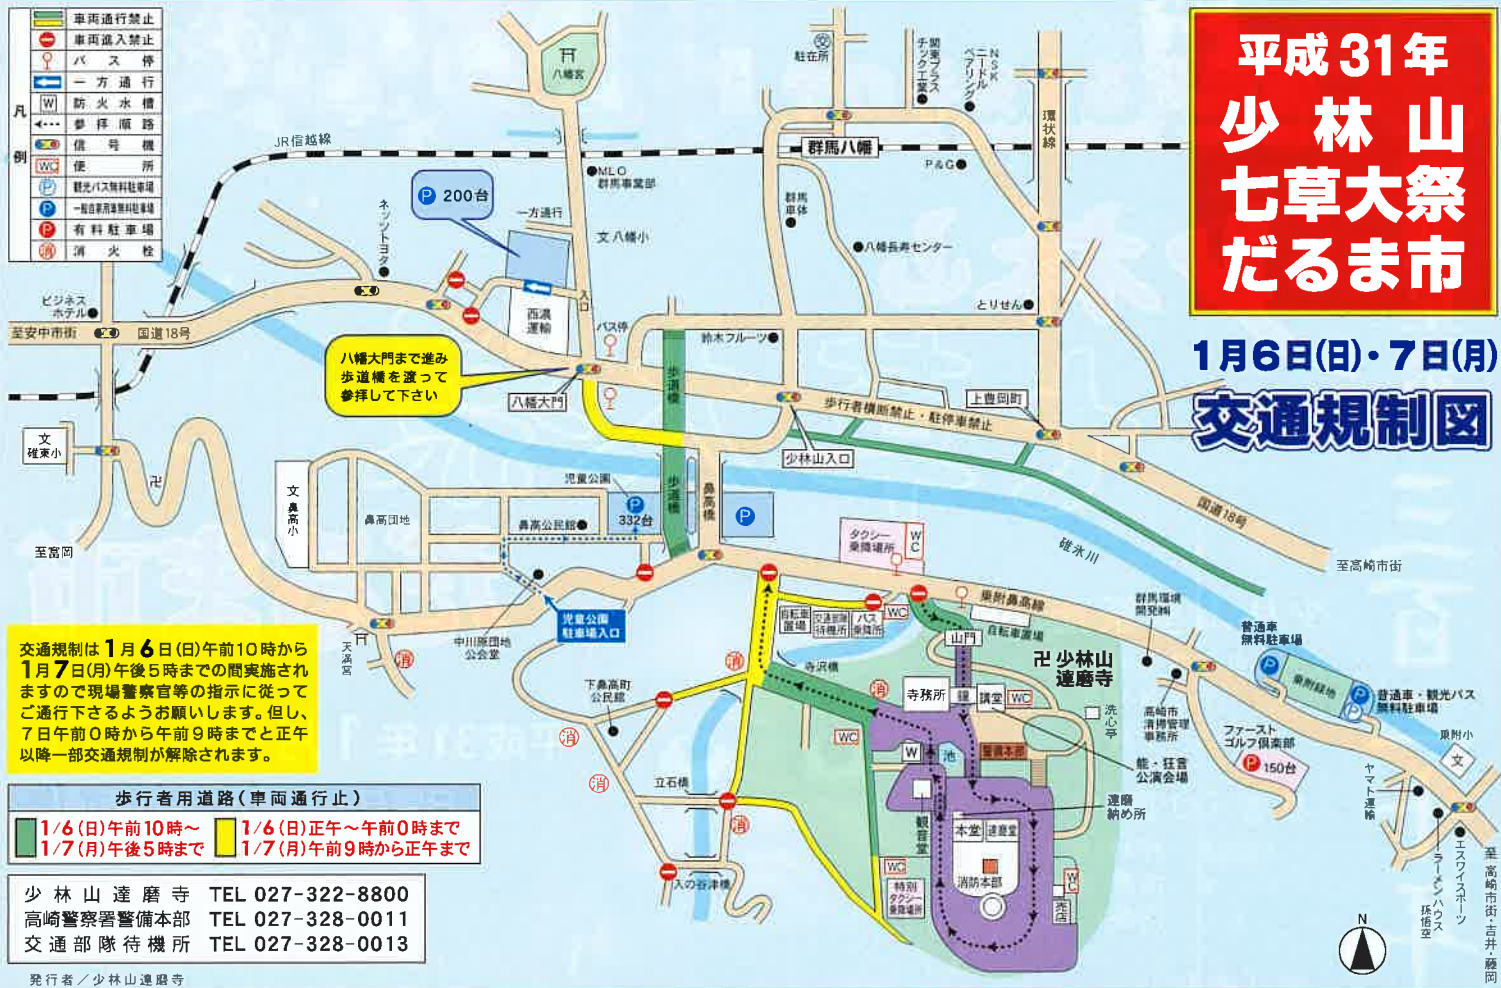 凡例
車両通行禁止
車両進入禁止
バス停
一方通行
W 防火水槽
参拝順路
信号機
WC 便所
P 観光バス無料駐車場
P 一般自家用車無料駐車場
P 有料駐車場
消 消火栓
平成31年
少林山
七草大祭
だるま市
1月6日(日)・7日(月)
交通規制図
八幡宮
駐在所
関東プラスチック工業
NSKニードルベアリング
環状線
JR信越線
群馬八幡
P&G
MLO
群馬事業部
P 200台
一方通行
文 八幡小
群馬車体
八幡長寿センター
ネッツトヨタ
ビジネス
ホテル
至安中市街
国道18号
西濃
運輸
入口
バス停
鈴木フルーツ
とりせん
八幡大門まで進み
歩道橋を渡って
参拝して下さい
八幡大門
歩道橋
歩行者横断禁止・駐停車禁止
上豊岡町
少林山入口
国道18号
至高崎市街
文
碓東小
卍
至富岡
文 鼻高小
鼻高団地
児童公園
鼻高公民館
P
332台
歩道橋
鼻高橋
P
タクシー
乗降場所
WC
碓氷川
乗附鼻高線
群馬環境
開発㈱
児童公園
駐車場入口
中川原団地
公会堂
天満宮
消
自転車
置場
交通部隊
待機所
バス
乗降所
WC
山門
自転車置場
卍 少林山
達磨寺
普通車
無料駐車場
P
乗附緑地
P
P
普通車・観光バス
無料駐車場
交通規制は1月6日(日)午前10時から
1月7日(月)午後5時までの間実施され
ますので現場警察官等の指示に従って
ご通行下さるようお願いします。但し、
7日午前0時から午前9時までと正午
以降一部交通規制が解除されます。
下鼻高町
公民館
消
消
消
寺沢橋
消
寺務所
鐘
講堂
WC
洗心亭
高崎市
清掃管理
事務所
ファースト
ゴルフ倶楽部
P 150台
乗附小
文
WC
W
池
警備本部
能・狂言
公演会場
達磨
納め所
ヤマト運輸
歩行者用道路(車両通行止)
1/6(日)午前10時〜
1/7(月)午後5時まで
1/6(日)正午〜午前0時まで
1/7(月)午前9時から正午まで
立石橋
消
入の谷津橋
観音堂
本堂
達磨堂
消防本部
WC
特別
タクシー
乗降場所
WC
売店
ラーメンハウス
孫悟空
エスワイスポーツ
至 高崎市街・吉井・藤岡
N
少林山達磨寺 TEL 027-322-8800
高崎警察署警備本部 TEL 027-328-0011
交通部隊待機所 TEL 027-328-0013
発行者/少林山達磨寺